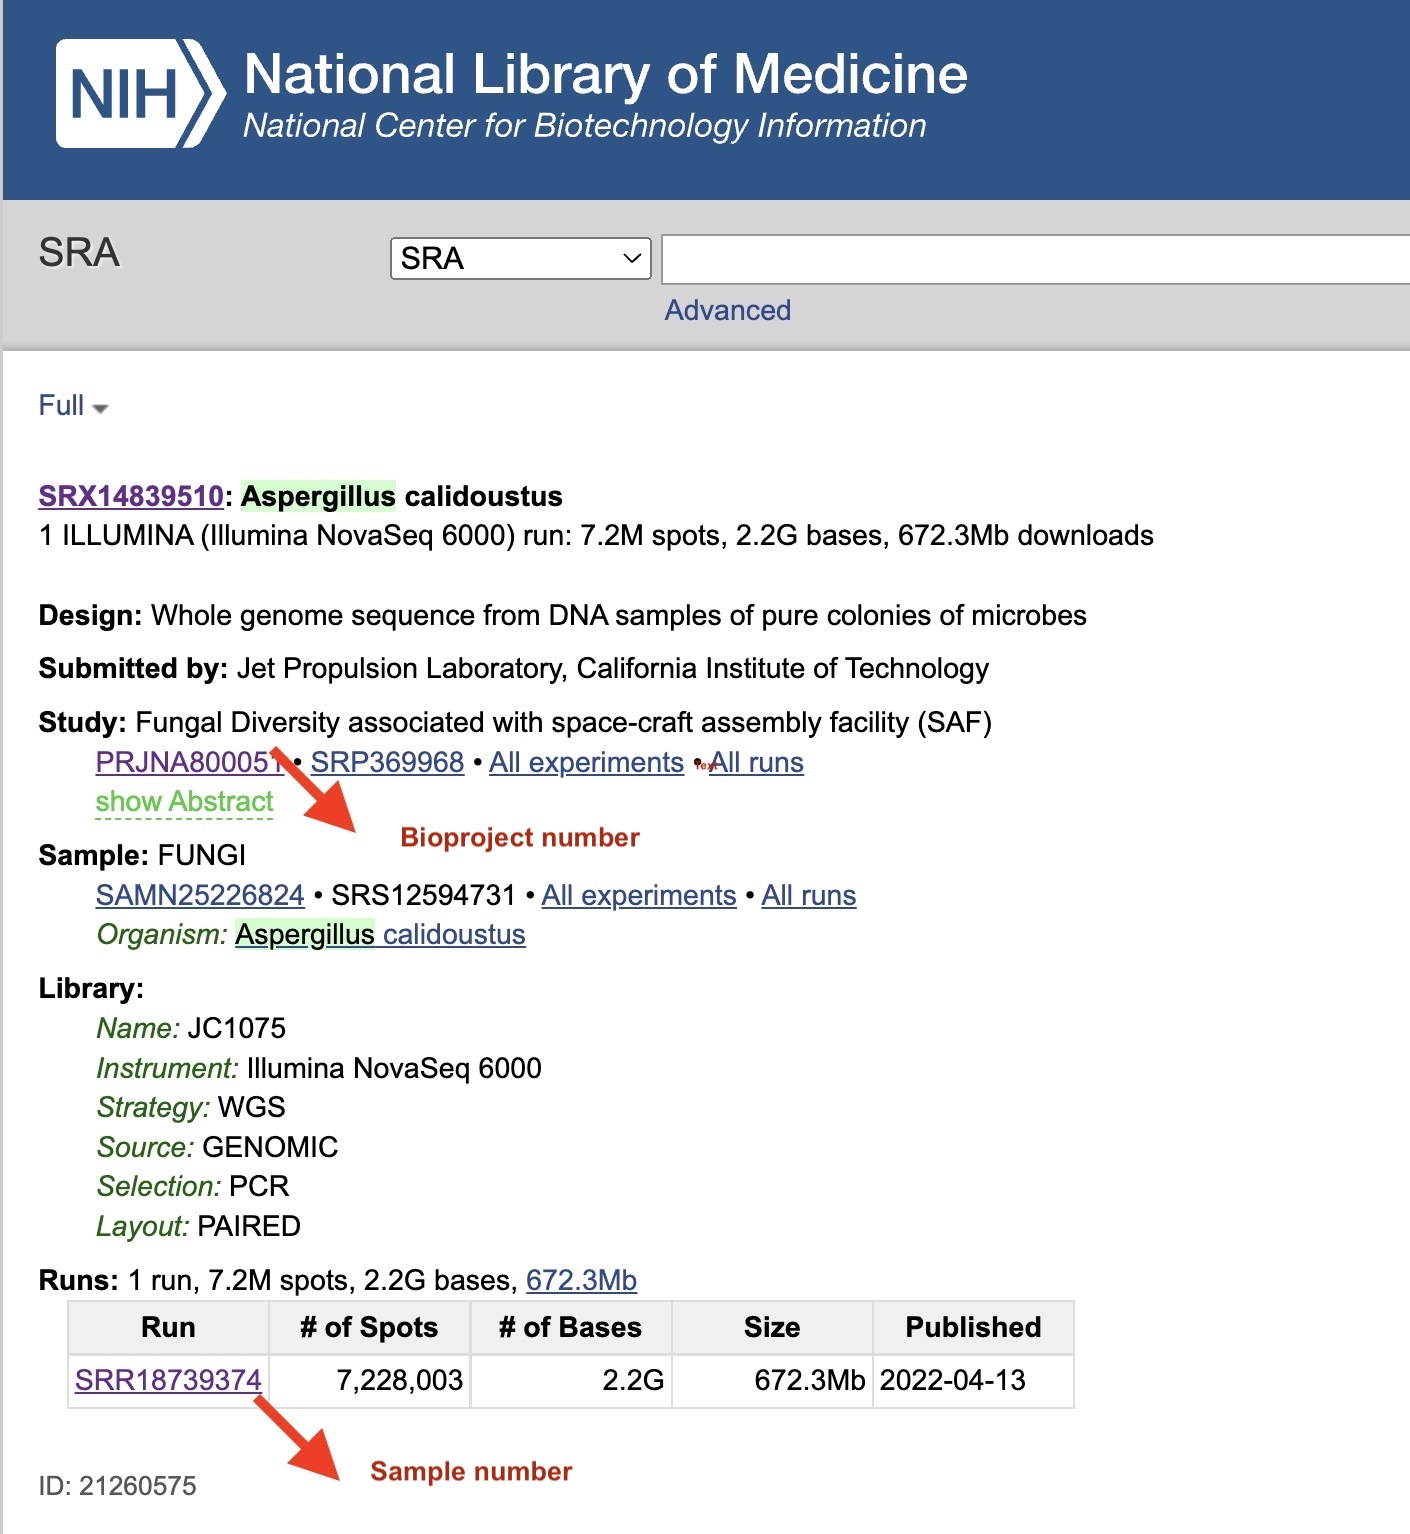 NIH
National Library of Medicine
National Center for Biotechnology Information
SRA
SRA
Advanced
Full
SRX14839510: Aspergillus calidoustus
1 ILLUMINA (Illumina NovaSeq 6000) run: 7.2M spots, 2.2G bases, 672.3Mb downloads
Design: Whole genome sequence from DNA samples of pure colonies of microbes
Submitted by: Jet Propulsion Laboratory, California Institute of Technology
Study: Fungal Diversity associated with space-craft assembly facility (SAF)
PRJNA800051 • SRP369968 • All experiments • All runs
Text
show Abstract
Bioproject number
Sample: FUNGI
SAMN25226824 • SRS12594731 • All experiments • All runs
Organism: Aspergillus calidoustus
Library:
Name: JC1075
Instrument: Illumina NovaSeq 6000
Strategy: WGS
Source: GENOMIC
Selection: PCR
Layout: PAIRED
Runs: 1 run, 7.2M spots, 2.2G bases, 672.3Mb
Run # of Spots # of Bases Size Published
SRR18739374 7,228,003 2.2G 672.3Mb 2022-04-13
Sample number
ID: 21260575